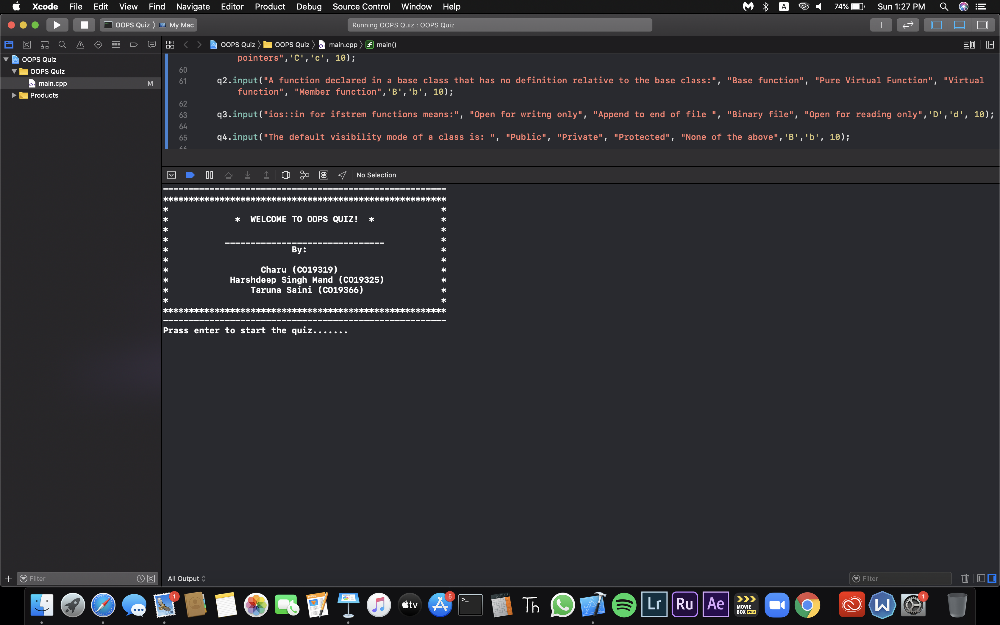 Xcode File Edit View Find Navigate Editor Product Debug Source Control Window Help A 74% Sun 1:27 PM
OOPS Quiz My Mac Running OOPS Quiz : OOPS Quiz
OOPS Quiz OOPS Quiz main.cpp main()
OOPS Quiz
OOPS Quiz
main.cpp M
Products
pointers",'C','c', 10);
60
61 q2.input("A function declared in a base class that has no definition relative to the base class:", "Base function", "Pure Virtual Function", "Virtual
function", "Member function",'B','b', 10);
62
63 q3.input("ios::in for ifstrem functions means:", "Open for writng only", "Append to end of file ", "Binary file", "Open for reading only",'D','d', 10);
64
65 q4.input("The default visibility mode of a class is: ", "Public", "Private", "Protected", "None of the above",'B','b', 10);
66
No Selection
-------------------------------------------------------
*******************************************************
* *
* * WELCOME TO OOPS QUIZ! * *
* *
* _______________________________ *
* By: *
* *
* Charu (CO19319) *
* Harshdeep Singh Mand (CO19325) *
* Taruna Saini (CO19366) *
* *
*******************************************************
-------------------------------------------------------
Prass enter to start the quiz.......
Filter All Output Filter
1 PAGES tv 5 >_ 3.141593 Th Lr Ru Ae MOVIE BOX PRO W 1